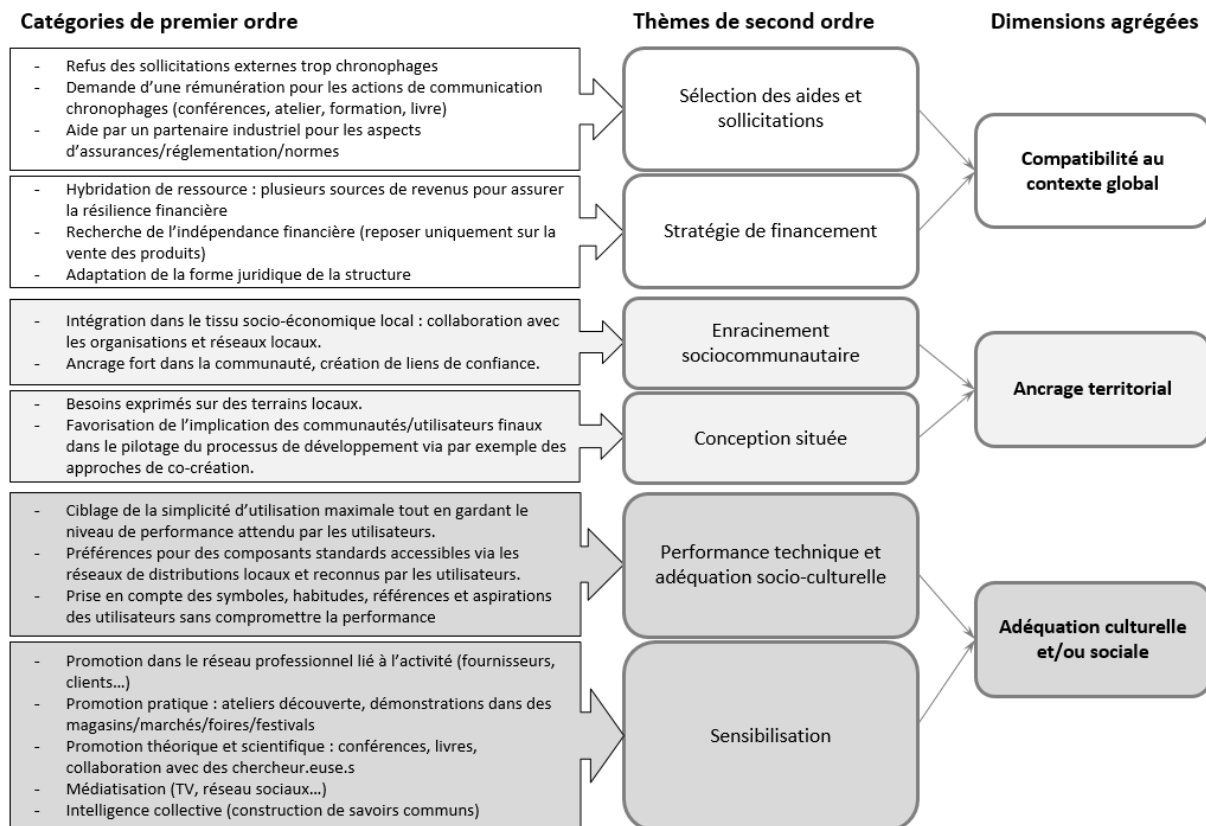 Catégories de premier ordre
Thèmes de second ordre
Dimensions agrégées
- Refus des sollicitations externes trop chronophages
- Demande d'une rémunération pour les actions de communication
chronophages (conférences, atelier, formation, livre)
- Aide par un partenaire industriel pour les aspects
d'assurances/réglementation/normes
Sélection des aides et
sollicitations
- Hybridation de ressource : plusieurs sources de revenus pour assurer
la résilience financière
- Recherche de l'indépendance financière (reposer uniquement sur la
vente des produits)
- Adaptation de la forme juridique de la structure
Stratégie de financement
Compatibilité au
contexte global
- Intégration dans le tissu socio-économique local : collaboration avec
les organisations et réseaux locaux.
- Ancrage fort dans la communauté, création de liens de confiance.
Enracinement
sociocommunautaire
- Besoins exprimés sur des terrains locaux.
- Favorisation de l'implication des communautés/utilisateurs finaux
dans le pilotage du processus de développement via par exemple des
approches de co-création.
Conception située
Ancrage territorial
- Ciblage de la simplicité d'utilisation maximale tout en gardant le
niveau de performance attendu par les utilisateurs.
- Préférences pour des composants standards accessibles via les
réseaux de distributions locaux et reconnus par les utilisateurs.
- Prise en compte des symboles, habitudes, références et aspirations
des utilisateurs sans compromettre la performance
Performance technique et
adéquation socio-culturelle
- Promotion dans le réseau professionnel lié à l'activité (fournisseurs,
clients…)
- Promotion pratique : ateliers découverte, démonstrations dans des
magasins/marchés/foires/festivals
- Promotion théorique et scientifique : conférences, livres,
collaboration avec des chercheur.euse.s
- Médiatisation (TV, réseau sociaux…)
- Intelligence collective (construction de savoirs communs)
Sensibilisation
Adéquation culturelle
et/ou sociale